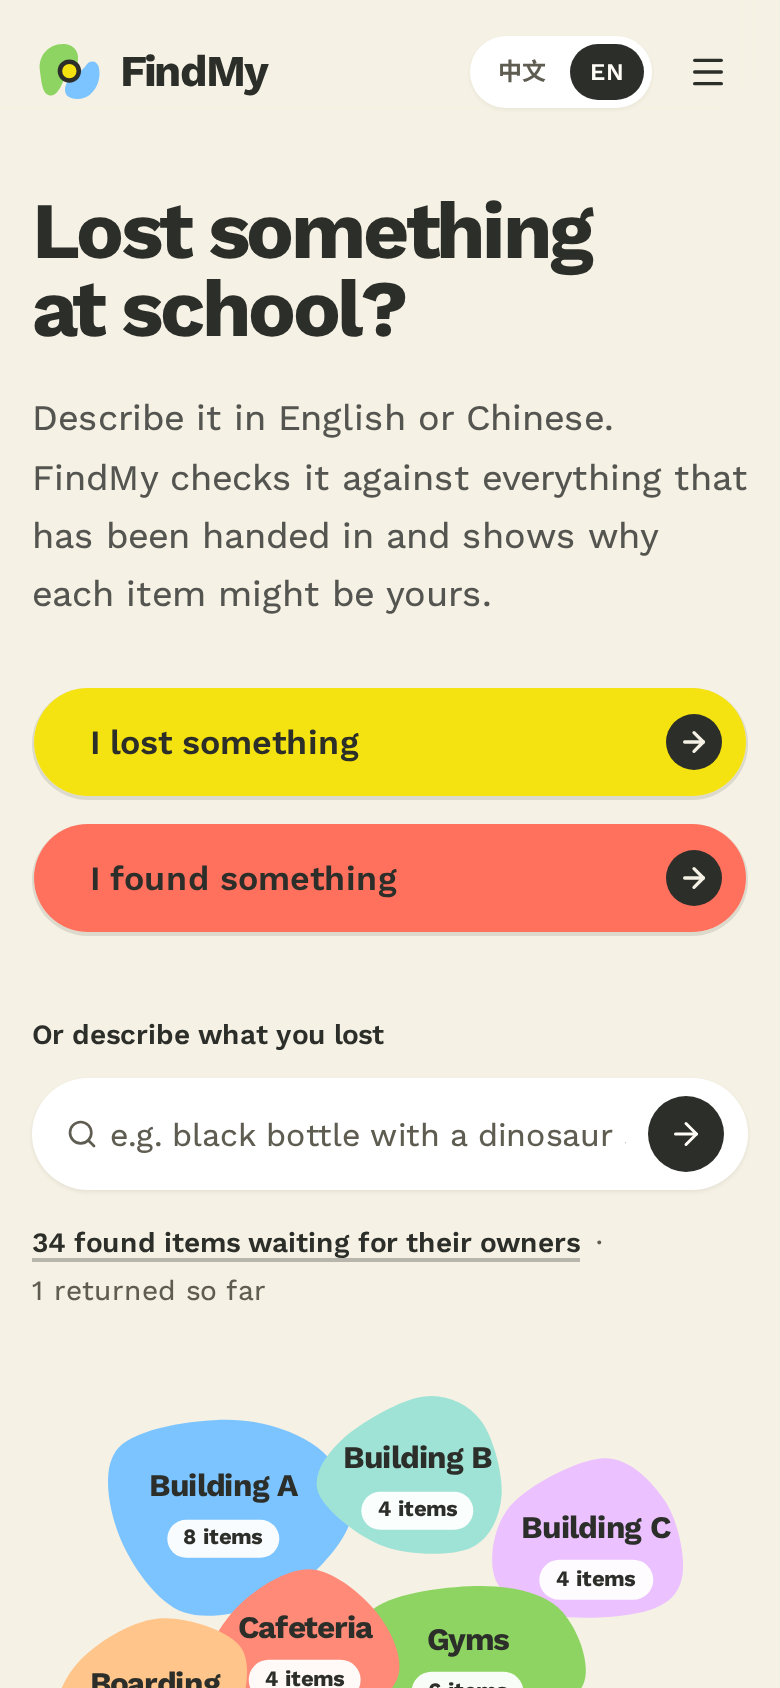 FindMy
中文
EN
Lost something
at school?
Describe it in English or Chinese.
FindMy checks it against everything that
has been handed in and shows why
each item might be yours.
I lost something
I found something
Or describe what you lost
e.g. black bottle with a dinosaur
34 found items waiting for their owners ·
1 returned so far
Building A
8 items
Building B
4 items
Building C
4 items
Cafeteria
4 items
Gyms
items
Boarding